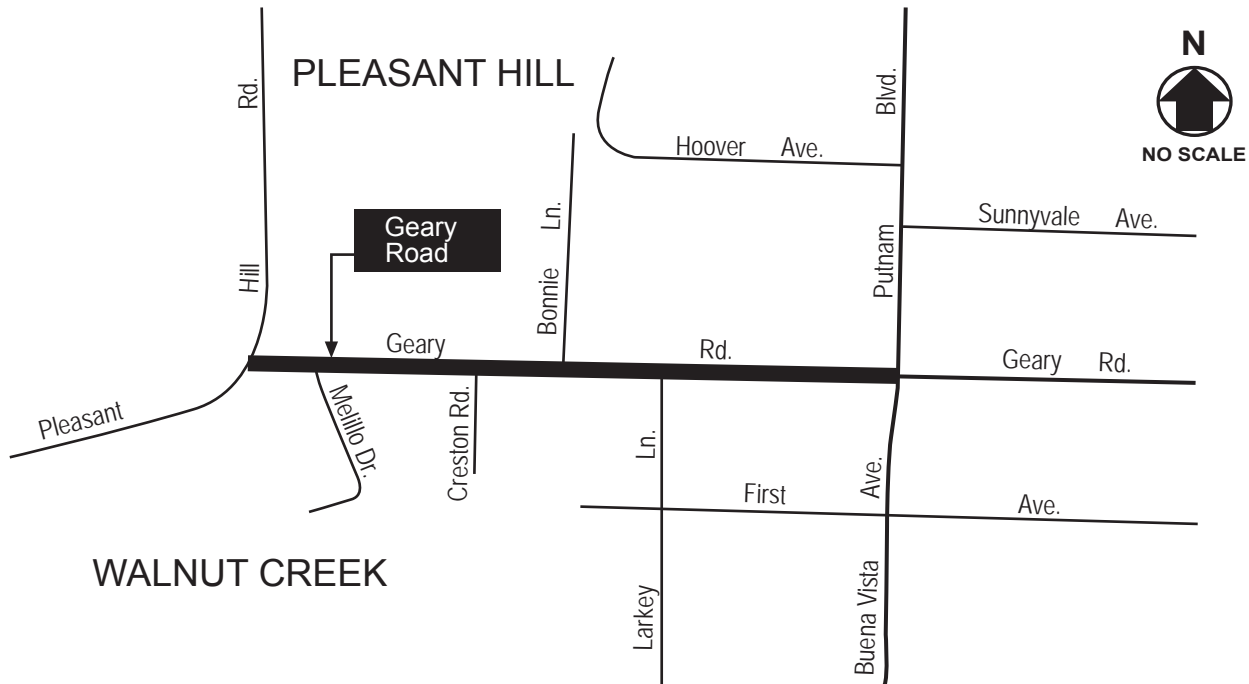 PLEASANT HILL
N
NO SCALE
Rd.
Blvd.
Hoover Ave.
Sunnyvale Ave.
Ln.
Geary
Road
Hill
Putnam
Bonnie
Geary Rd.
Geary Rd.
Pleasant
Melillo Dr.
Creston Rd.
Ln.
Ave.
First Ave.
WALNUT CREEK
Larkey
Buena Vista